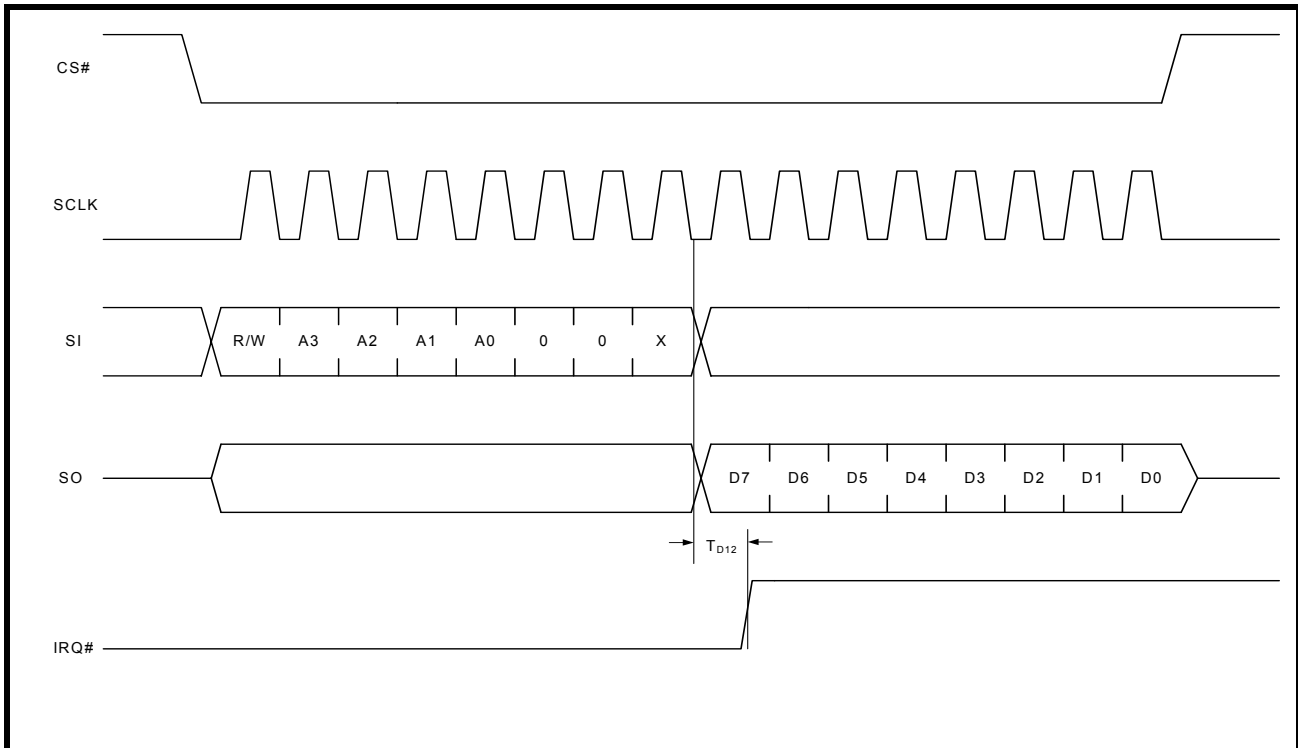 CS#
SCLK
SI R/W A3 A2 A1 A0 0 0 X
SO D7 D6 D5 D4 D3 D2 D1 D0
TD12
IRQ#